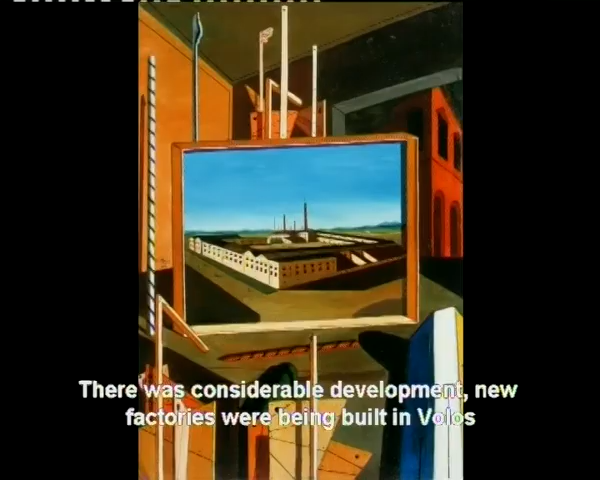 There was considerable development, new
factories were being built in Volos